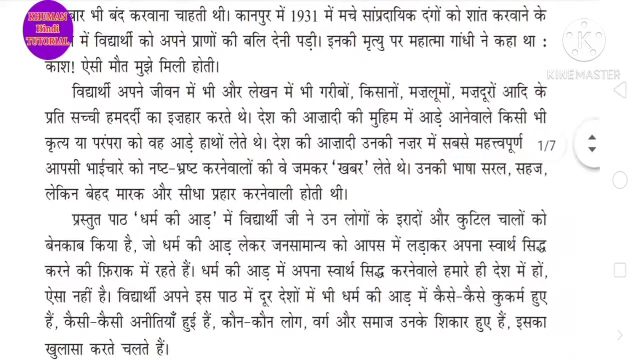 KHUMAN
Hindi
TUTORIAL
बार भी बंद करवाना चाहती थी। कानपुर में 1931 में मचे सांप्रदायिक दंगों को शांत करवाने के
में विद्यार्थी को अपने प्राणों की बलि देनी पड़ी। इनकी मृत्यु पर महात्मा गांधी ने कहा था :
काश! ऐसी मौत मुझे मिली होती।
विद्यार्थी अपने जीवन में भी और लेखन में भी गरीबों, किसानों, मज़लूमों, मज़दूरों आदि के
प्रति सच्ची हमदर्दी का इज़हार करते थे। देश की आज़ादी की मुहिम में आड़े आनेवाले किसी भी
कृत्य या परंपरा को वह आड़े हाथों लेते थे। देश की आज़ादी उनकी नज़र में सबसे महत्त्वपूर्ण
आपसी भाईचारे को नष्ट-भ्रष्ट करनेवालों की वे जमकर ‘खबर’ लेते थे। उनकी भाषा सरल, सहज,
लेकिन बेहद मारक और सीधा प्रहार करनेवाली होती थी।
प्रस्तुत पाठ ‘धर्म की आड़’ में विद्यार्थी जी ने उन लोगों के इरादों और कुटिल चालों को
बेनकाब किया है, जो धर्म की आड़ लेकर जनसामान्य को आपस में लड़ाकर अपना स्वार्थ सिद्ध
करने की फ़िराक में रहते हैं। धर्म की आड़ में अपना स्वार्थ सिद्ध करनेवाले हमारे ही देश में हों,
ऐसा नहीं है। विद्यार्थी अपने इस पाठ में दूर देशों में भी धर्म की आड़ में कैसे-कैसे कुकर्म हुए
हैं, कैसी-कैसी अनीतियाँ हुई हैं, कौन-कौन लोग, वर्ग और समाज उनके शिकार हुए हैं, इसका
खुलासा करते चलते हैं।
KINEMASTER
1/7